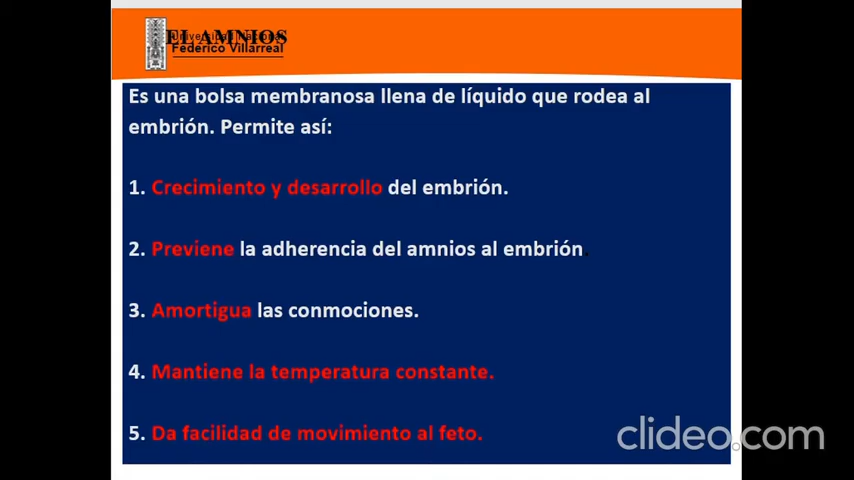 EL AMNIOS
Universidad Nacional
Federico Villarreal
Es una bolsa membranosa llena de líquido que rodea al
embrión. Permite así:
1. Crecimiento y desarrollo del embrión.
2. Previene la adherencia del amnios al embrión
3. Amortigua las conmociones.
4. Mantiene la temperatura constante.
5. Da facilidad de movimiento al feto.
clideo.com